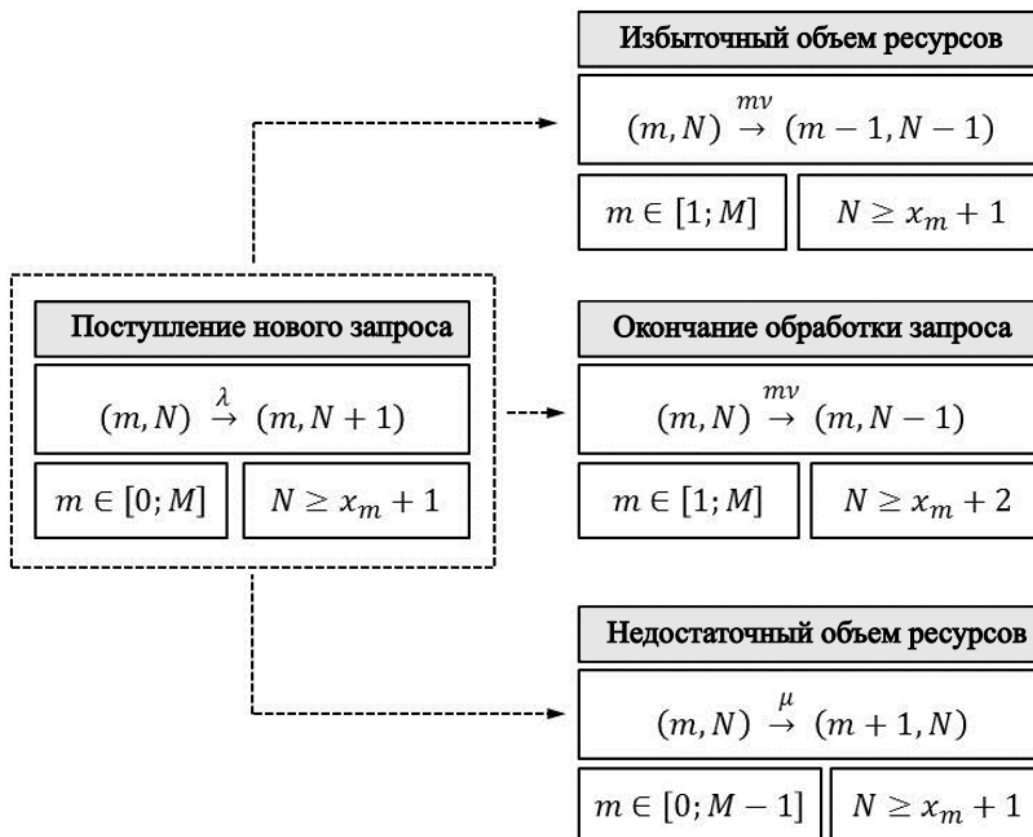 Избыточный объем ресурсов
(m, N) →^{mν} (m − 1, N − 1)
m ∈ [1; M]
N ≥ x_m + 1
Поступление нового запроса
(m, N) →^{λ} (m, N + 1)
m ∈ [0; M]
N ≥ x_m + 1
Окончание обработки запроса
(m, N) →^{mν} (m, N − 1)
m ∈ [1; M]
N ≥ x_m + 2
Недостаточный объем ресурсов
(m, N) →^{μ} (m + 1, N)
m ∈ [0; M − 1]
N ≥ x_m + 1